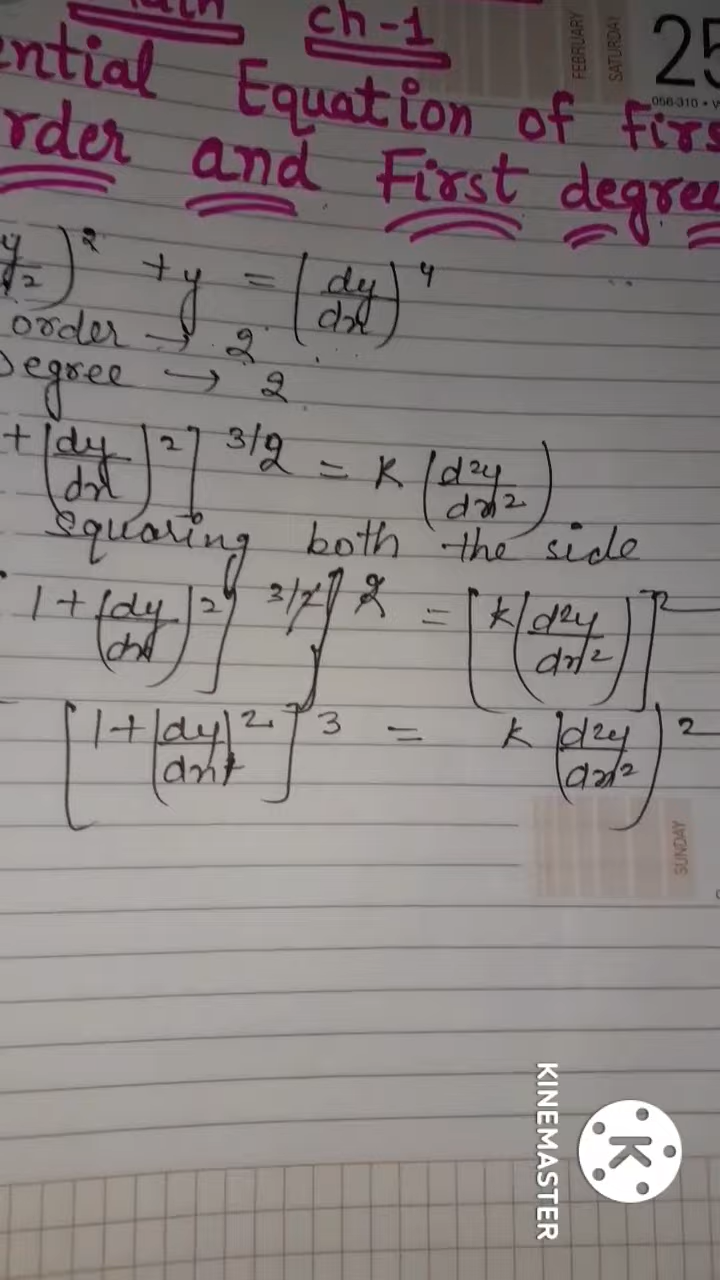 ch-1
FEBRUARY
SATURDAY
25
ential Equation of firs
rder and First degree
y/x2)^2 + y = (dy/dx)^4
order → 2
Degree → 2
+ (dy/dx)^2]^3/2 = K (d2y/dx2)
squaring both the side
1 + (dy/dx)^2]^3/2]^2 = [k(d2y/dx2)]^2
[1 + (dy/dx)^2]^3 = k (d2y/dx2)^2
SUNDAY
KINEMASTER
K